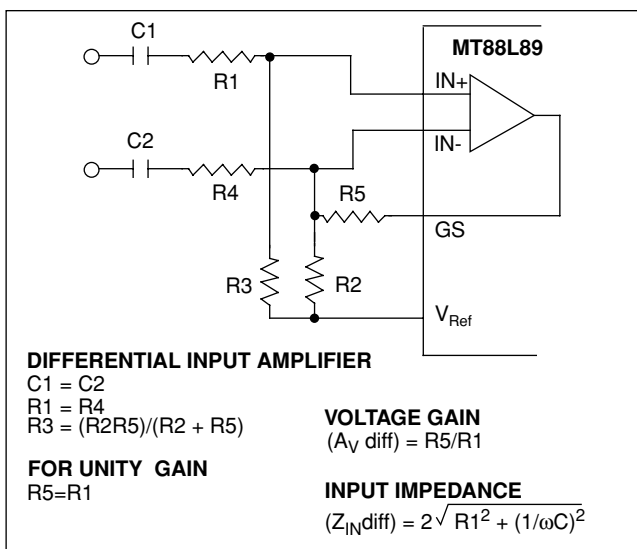 C1
R1
MT88L89
IN+
C2
IN-
R4
R5
GS
R3
R2
VRef
DIFFERENTIAL INPUT AMPLIFIER
C1 = C2
R1 = R4
R3 = (R2R5)/(R2 + R5)
FOR UNITY GAIN
R5=R1
VOLTAGE GAIN
(AV diff) = R5/R1
INPUT IMPEDANCE
(ZINdiff) = 2√R1² + (1/ωC)²